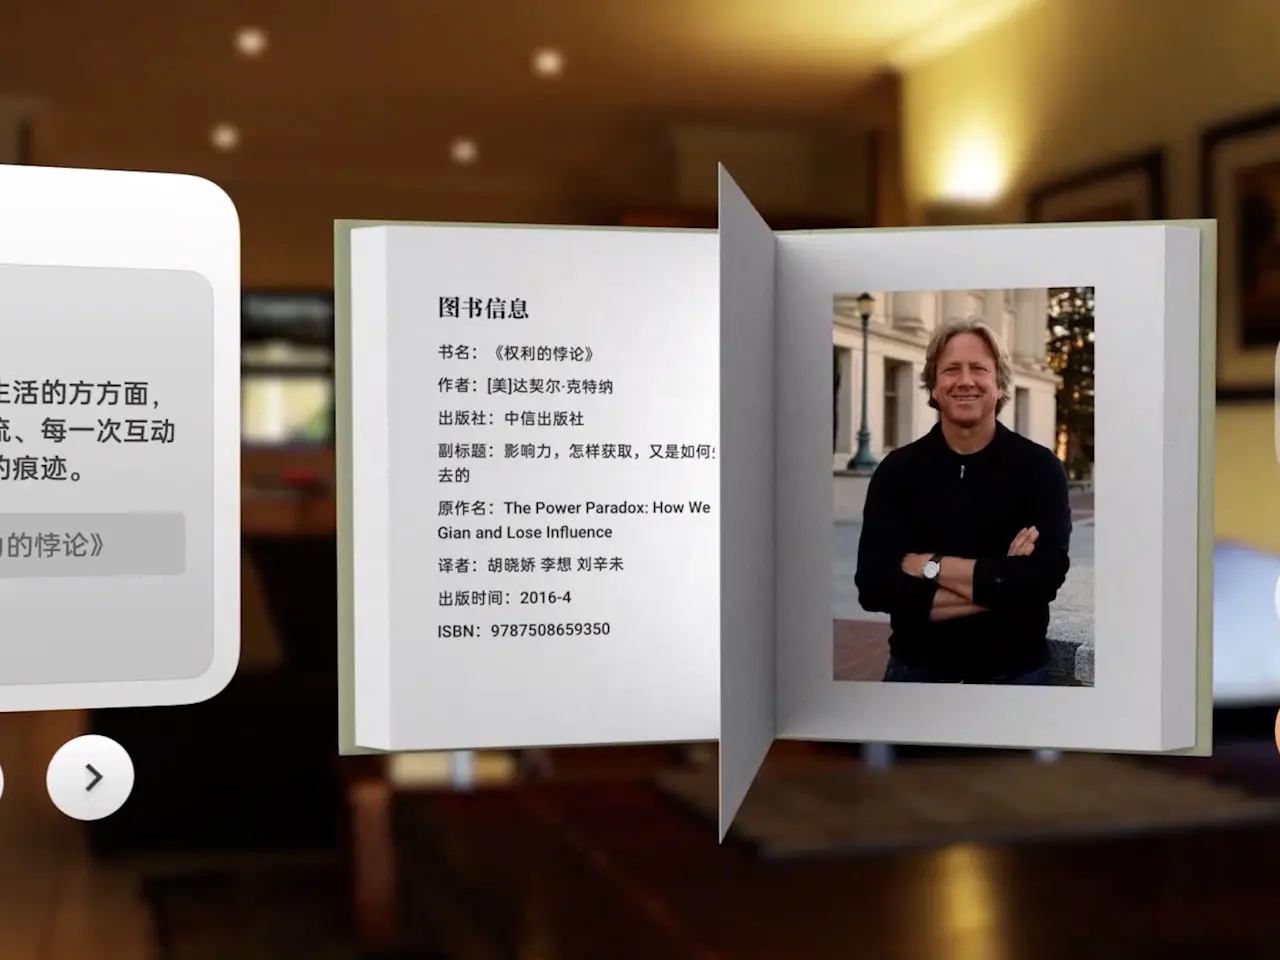 生活的方方面，
流、每一次互动
的痕迹。
的悖论》
图书信息
书名：《权利的悖论》
作者：[美]达契尔·克特纳
出版社：中信出版社
副标题：影响力，怎样获取，又是如何
去的
原作名：The Power Paradox: How We
Gian and Lose Influence
译者：胡晓娇 李想 刘辛未
出版时间：2016-4
ISBN：9787508659350